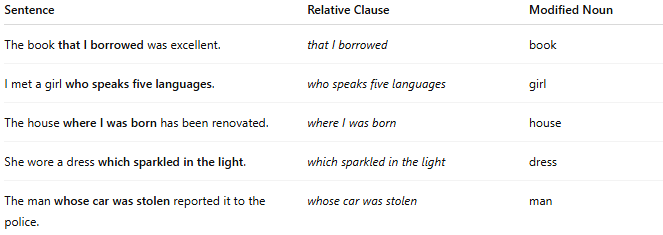 Sentence Relative Clause Modified Noun
The book that I borrowed was excellent. that I borrowed book
I met a girl who speaks five languages. who speaks five languages girl
The house where I was born has been renovated. where I was born house
She wore a dress which sparkled in the light. which sparkled in the light dress
The man whose car was stolen reported it to the whose car was stolen man
police.